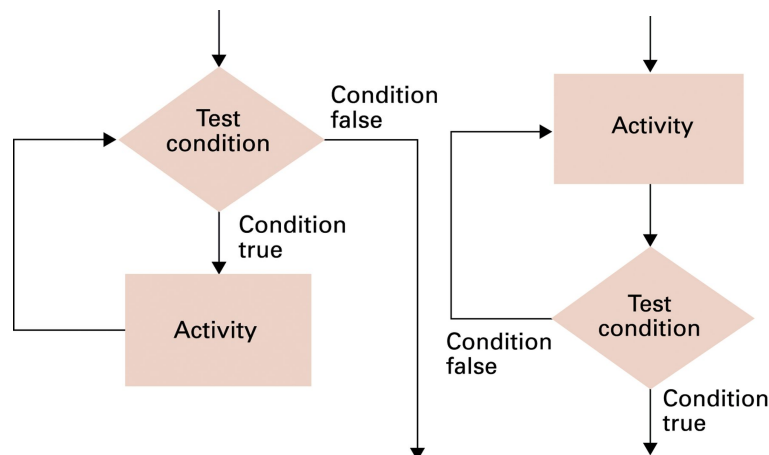 Test
condition
Condition
false
Condition
true
Activity
Activity
Test
condition
Condition
false
Condition
true